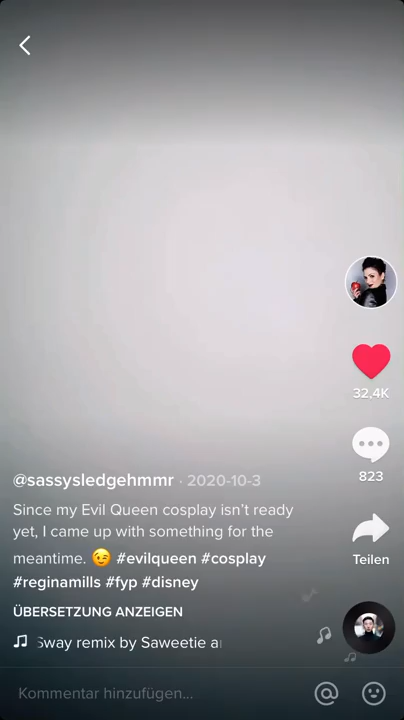 32,4K
823
@sassysledgehmmr · 2020-10-3
Since my Evil Queen cosplay isn't ready
yet, I came up with something for the
meantime. 😉 #evilqueen #cosplay
#reginamills #fyp #disney
Teilen
ÜBERSETZUNG ANZEIGEN
Sway remix by Saweetie
Kommentar hinzufügen...